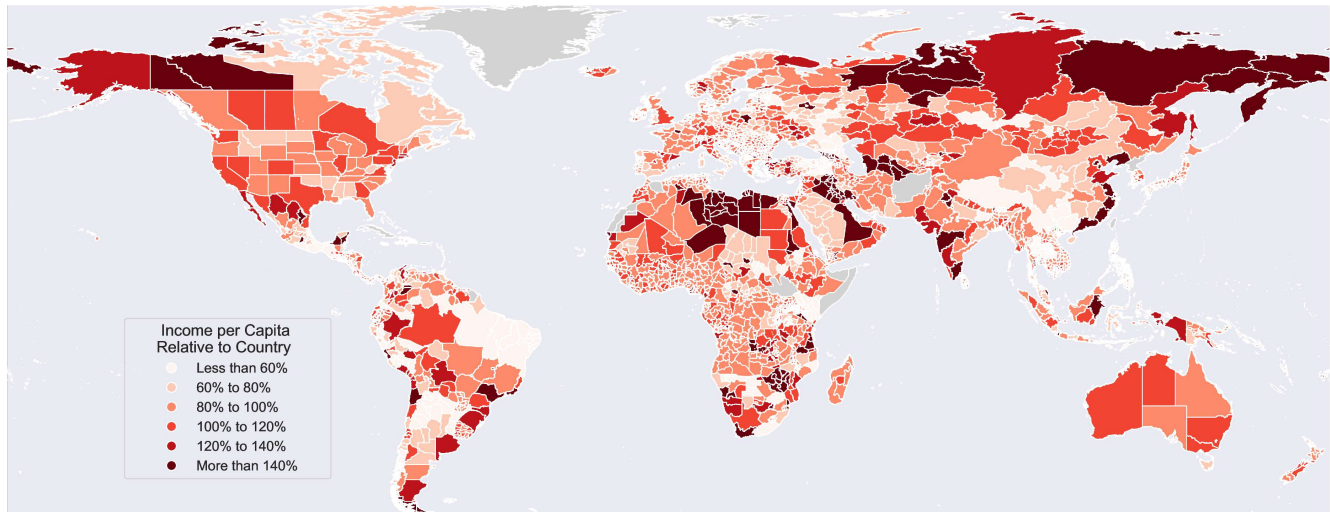 Income per Capita
Relative to Country
Less than 60%
60% to 80%
80% to 100%
100% to 120%
120% to 140%
More than 140%